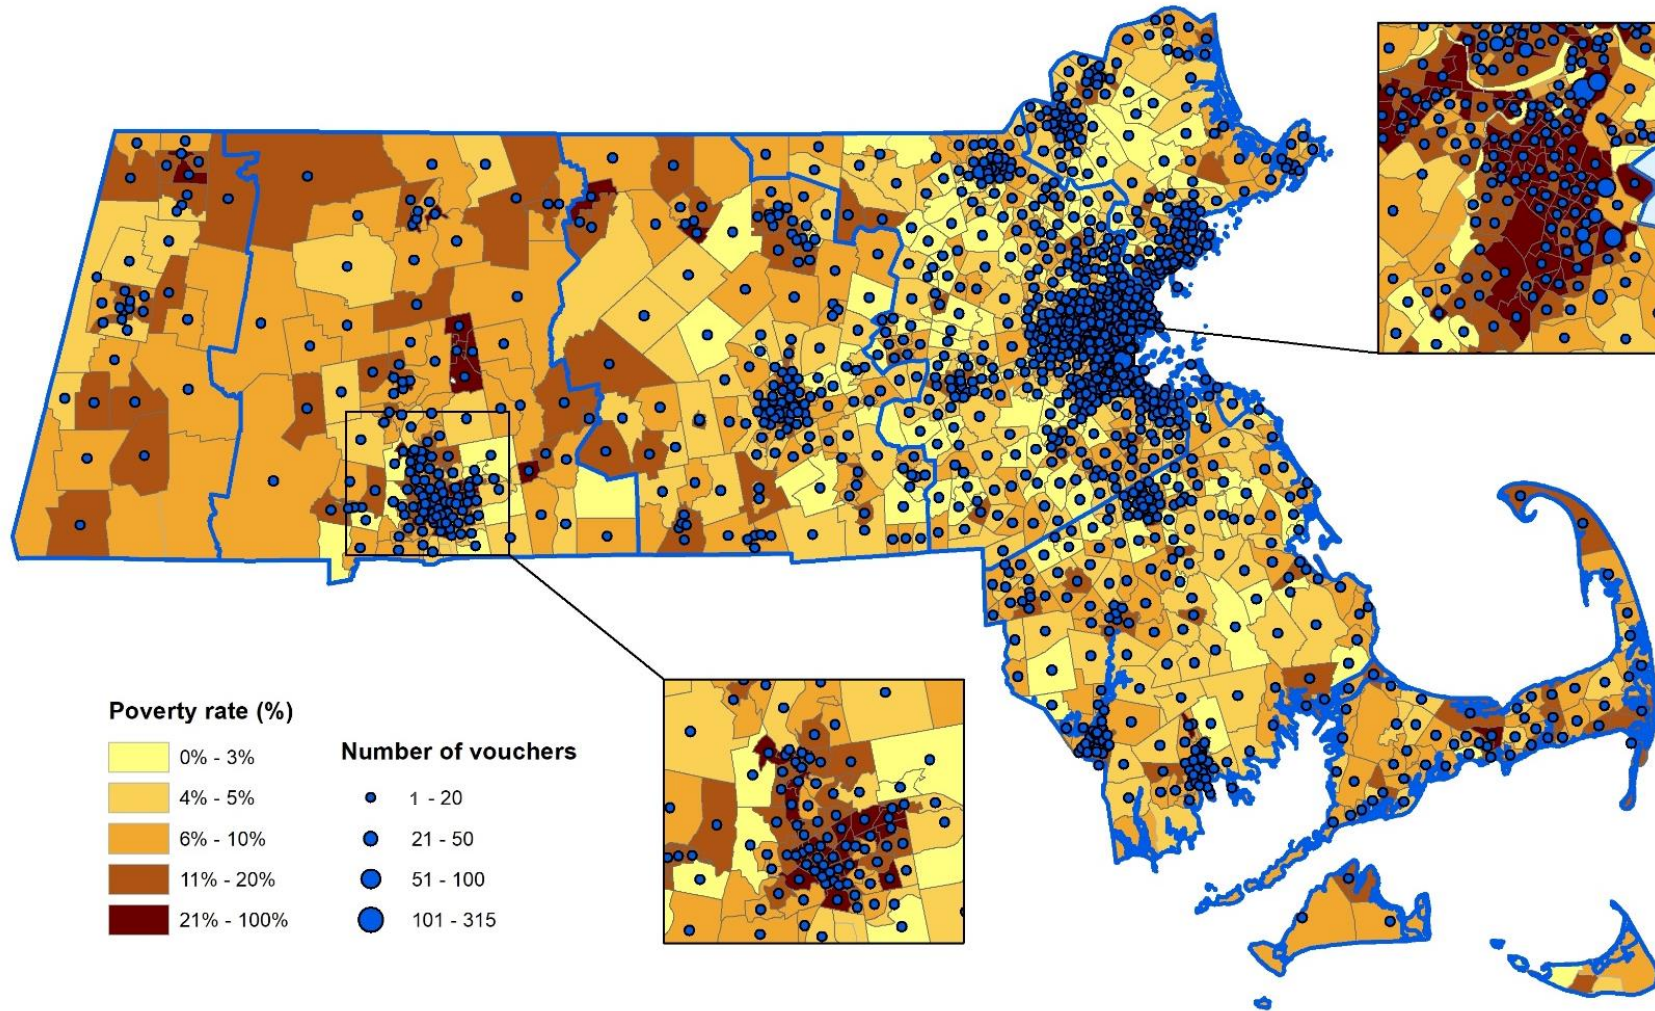 Poverty rate (%)
0% - 3%
4% - 5%
6% - 10%
11% - 20%
21% - 100%
Number of vouchers
1 - 20
21 - 50
51 - 100
101 - 315